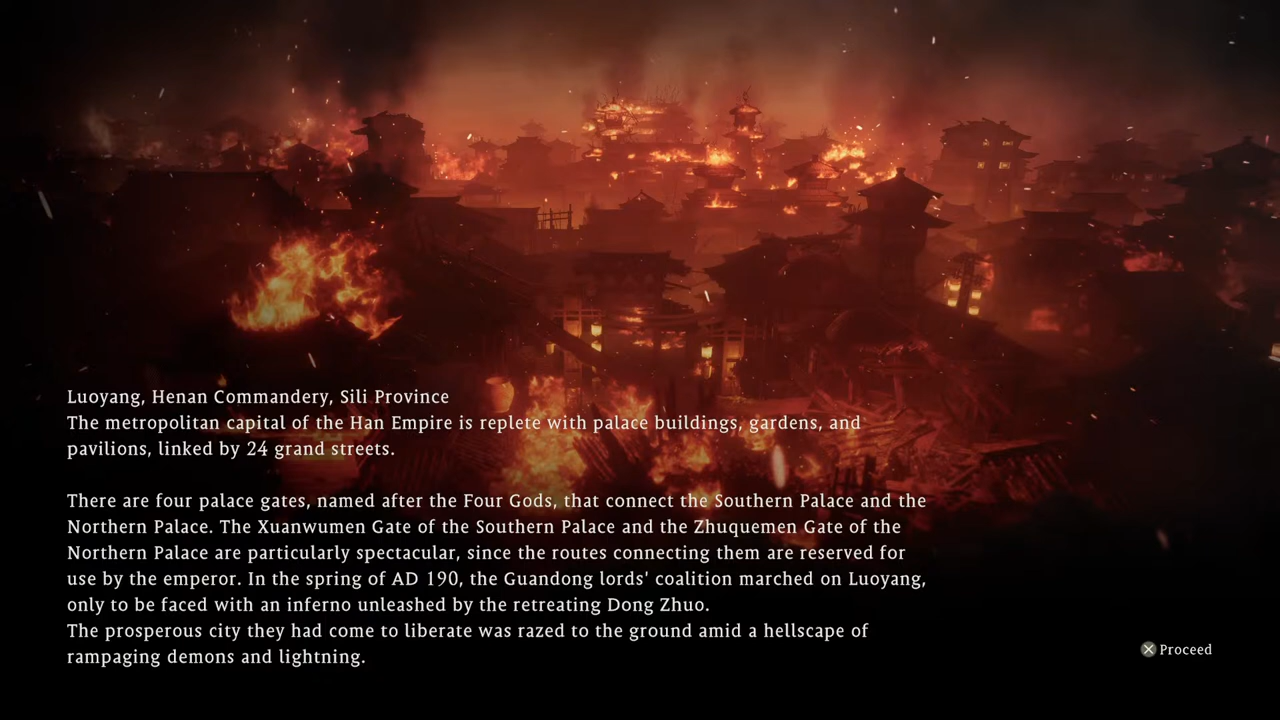 Luoyang, Henan Commandery, Sili Province
The metropolitan capital of the Han Empire is replete with palace buildings, gardens, and
pavilions, linked by 24 grand streets.
There are four palace gates, named after the Four Gods, that connect the Southern Palace and the
Northern Palace. The Xuanwumen Gate of the Southern Palace and the Zhuquemen Gate of the
Northern Palace are particularly spectacular, since the routes connecting them are reserved for
use by the emperor. In the spring of AD 190, the Guandong lords' coalition marched on Luoyang,
only to be faced with an inferno unleashed by the retreating Dong Zhuo.
The prosperous city they had come to liberate was razed to the ground amid a hellscape of
rampaging demons and lightning.
Proceed